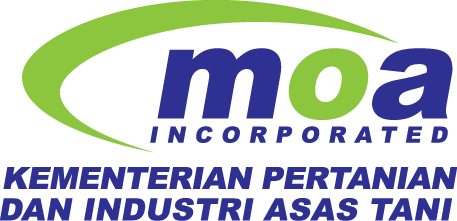 moa
INCORPORATED
KEMENTERIAN PERTANIAN
DAN INDUSTRI ASAS TANI